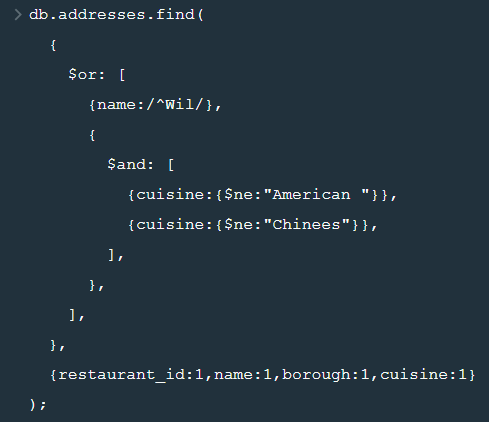 > db.addresses.find(
{
$or: [
{name:/^Wil/},
{
$and: [
{cuisine:{$ne:"American "}},
{cuisine:{$ne:"Chinees"}},
],
},
],
},
{restaurant_id:1,name:1,borough:1,cuisine:1}
);